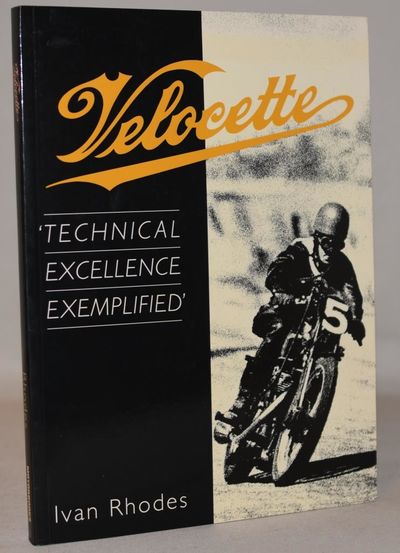 Velocette
'TECHNICAL
EXCELLENCE
EXEMPLIFIED'
5
Ivan Rhodes